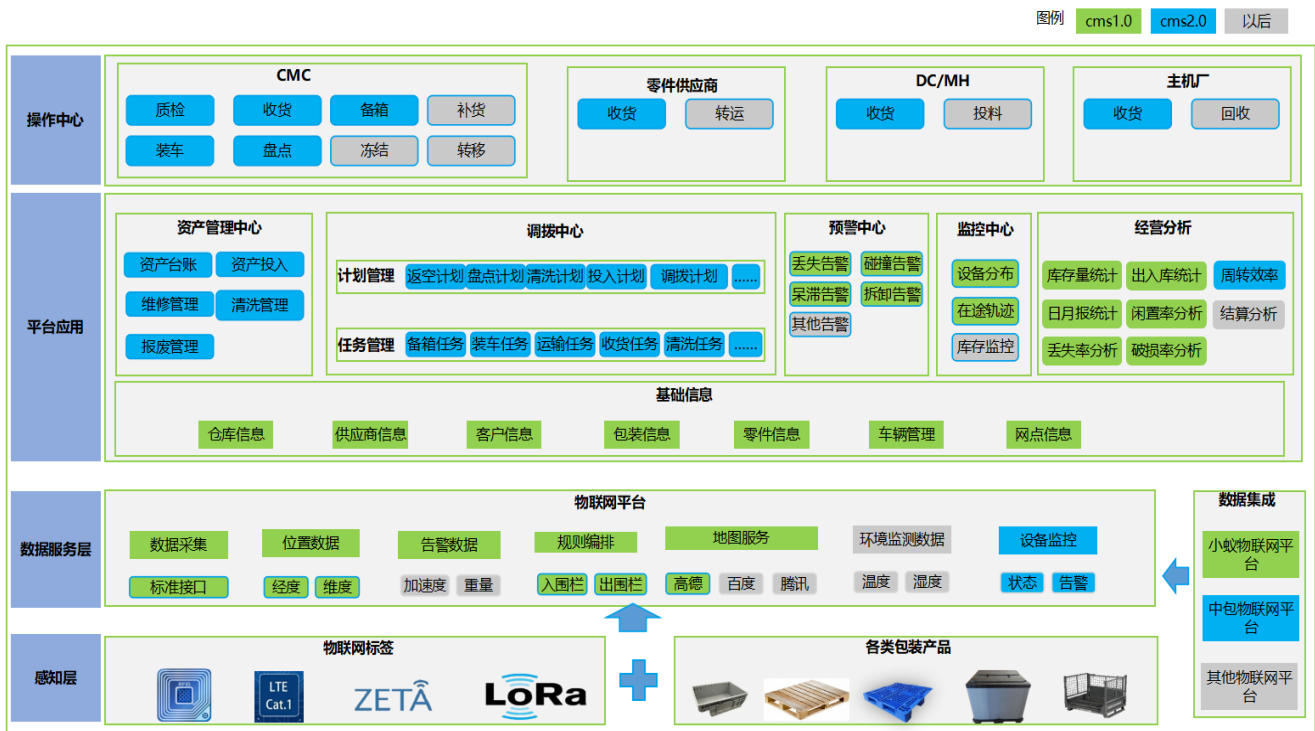 图例 cms1.0 cms2.0 以后
操作中心
CMC
质检 收货 备箱 补货
装车 盘点 冻结 转移
零件供应商
收货 转运
DC/MH
收货 投料
主机厂
收货 回收
平台应用
资产管理中心
资产台账 资产投入
维修管理 清洗管理
报废管理
调拨中心
计划管理 返空计划 盘点计划 清洗计划 投入计划 调拨计划 ......
任务管理 备箱任务 装车任务 运输任务 收货任务 清洗任务 ......
预警中心
丢失告警 碰撞告警
呆滞告警 拆卸告警
其他告警
监控中心
设备分布
在途轨迹
库存监控
经营分析
库存量统计 出入库统计 周转效率
日月报统计 闲置率分析 结算分析
丢失率分析 破损率分析
基础信息
仓库信息 供应商信息 客户信息 包装信息 零件信息 车辆管理 网点信息
数据服务层
物联网平台
数据采集 位置数据 告警数据 规则编排 地图服务 环境监测数据 设备监控
标准接口 经度 维度 加速度 重量 入围栏 出围栏 高德 百度 腾讯 温度 湿度 状态 告警
数据集成
小蚁物联网平
台
中包物联网平
台
其他物联网平
台
感知层
物联网标签
LTE
Cat.1
ZETA
LoRa
各类包装产品